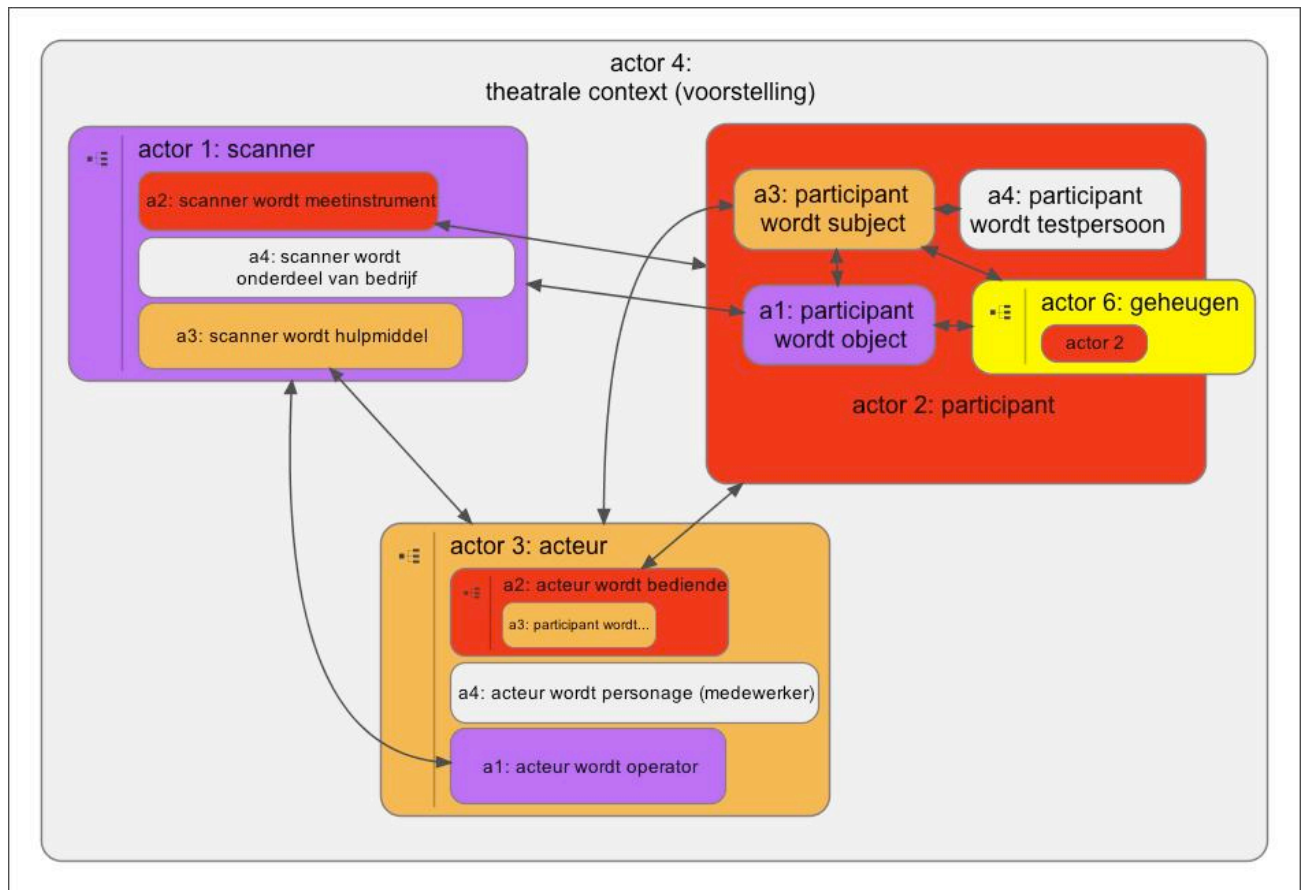 actor 4:
theatrale context (voorstelling)
actor 1: scanner
a2: scanner wordt meetinstrument
a4: scanner wordt
onderdeel van bedrijf
a3: scanner wordt hulpmiddel
a3: participant
wordt subject
a4: participant
wordt testpersoon
a1: participant
wordt object
actor 6: geheugen
actor 2
actor 2: participant
actor 3: acteur
a2: acteur wordt bediende
a3: participant wordt...
a4: acteur wordt personage (medewerker)
a1: acteur wordt operator